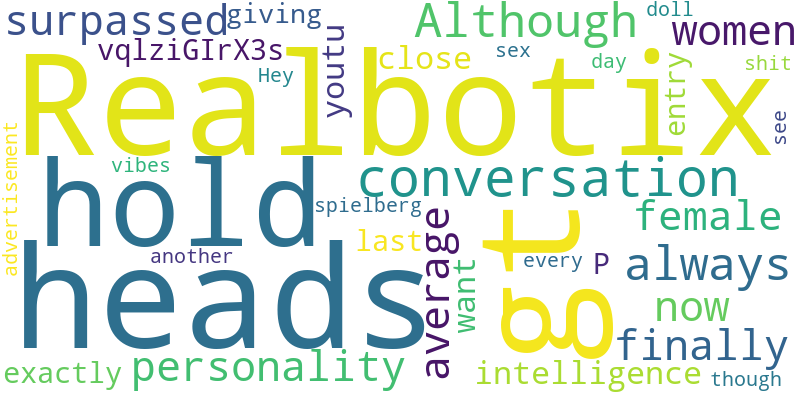 surpassed
giving
Although
doll
women
vqlziGIrX3s
youtu
close
sex
Hey
day
entry
shit
Realbotix
see
advertisement
vibes
hold
conversation
spielberg
gt
female
another
last
average
want
every
P
always
heads
now
finally
exactly
personality
intelligence
though